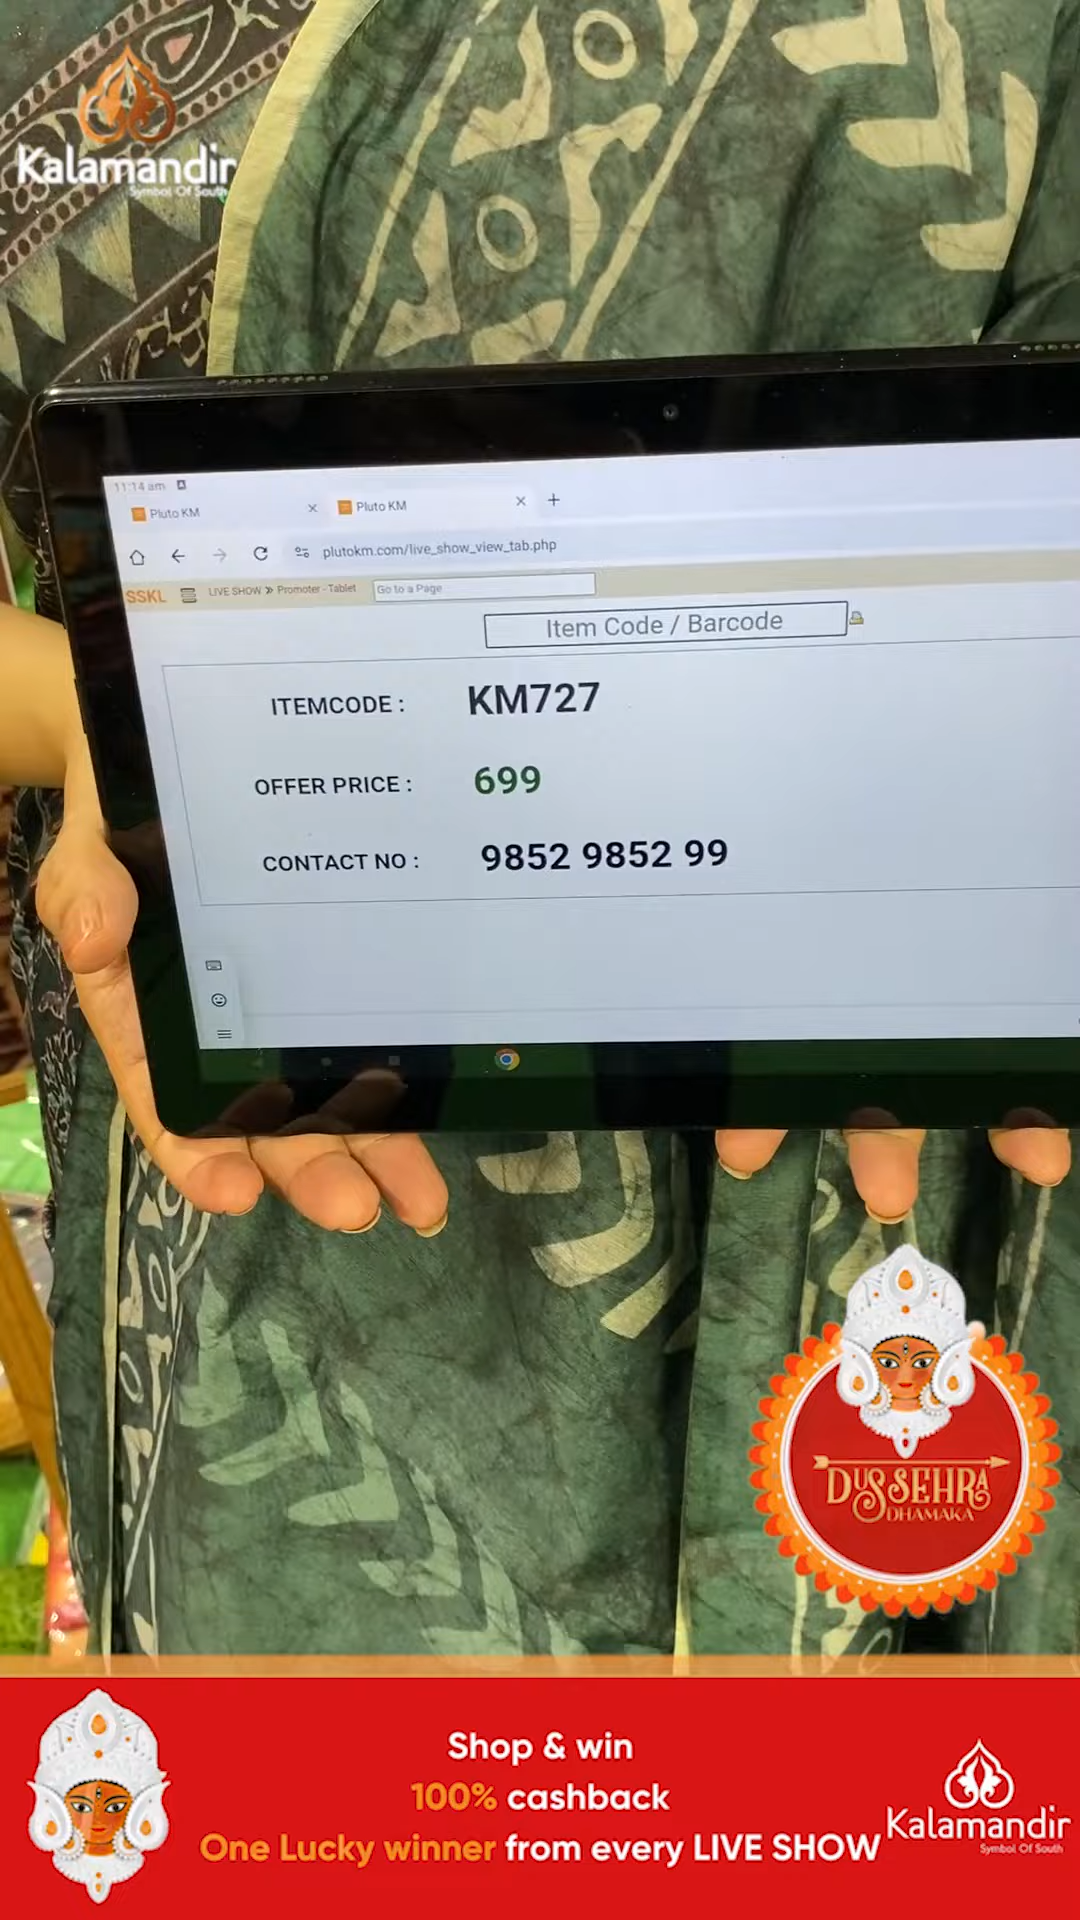 Kalamandir
Symbol Of South
11:14 am
Pluto KM
Pluto KM
plutokm.com/live_show_view_tab.php
SSKL
LIVE SHOW » Promoter - Tablet
Go to a Page
Item Code / Barcode
ITEMCODE : KM727
OFFER PRICE : 699
CONTACT NO : 9852 9852 99
DUSSEHRA
DHAMAKA
Shop & win
100% cashback
One Lucky winner from every LIVE SHOW
Kalamandir
Symbol Of South